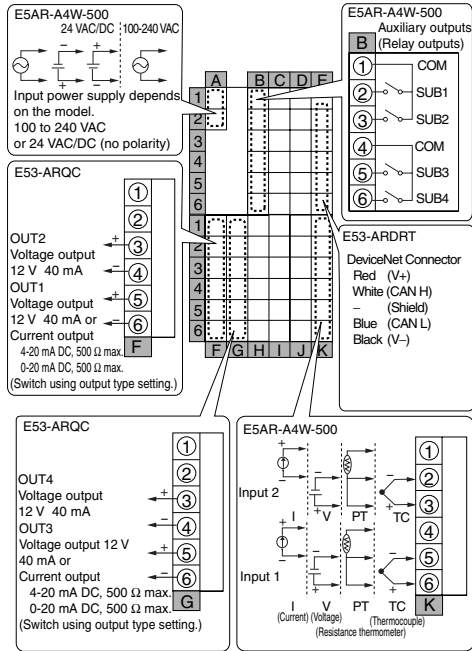 E5AR-A4W-500
24 VAC/DC 100-240 VAC
+ − − +
Input power supply depends
on the model.
100 to 240 VAC
or 24 VAC/DC (no polarity)
A B C D E
1
2
3
4
5
6
1
2
3
4
5
6
F G H I J K
E5AR-A4W-500
Auxiliary outputs
(Relay outputs)
B
1 COM
2 SUB1
3 SUB2
4 COM
5 SUB3
6 SUB4
E53-ARQC
1
2
OUT2
Voltage output + 3
12 V 40 mA − 4
OUT1
Voltage output + 5
12 V 40 mA or − 6
Current output
4-20 mA DC, 500 Ω max.
0-20 mA DC, 500 Ω max.
(Switch using output type setting.)
F
E53-ARDRT
DeviceNet Connector
Red (V+)
White (CAN H)
– (Shield)
Blue (CAN L)
Black (V–)
E53-ARQC
1
2
OUT4
Voltage output + 3
12 V 40 mA − 4
OUT3
Voltage output 12 V + 5
40 mA or − 6
Current output
4-20 mA DC, 500 Ω max.
0-20 mA DC, 500 Ω max.
(Switch using output type setting.)
G
E5AR-A4W-500
1
2
3
4
5
6
K
Input 2
I V PT TC
Input 1
I V PT TC
(Current) (Voltage) (Thermocouple)
(Resistance thermometer)